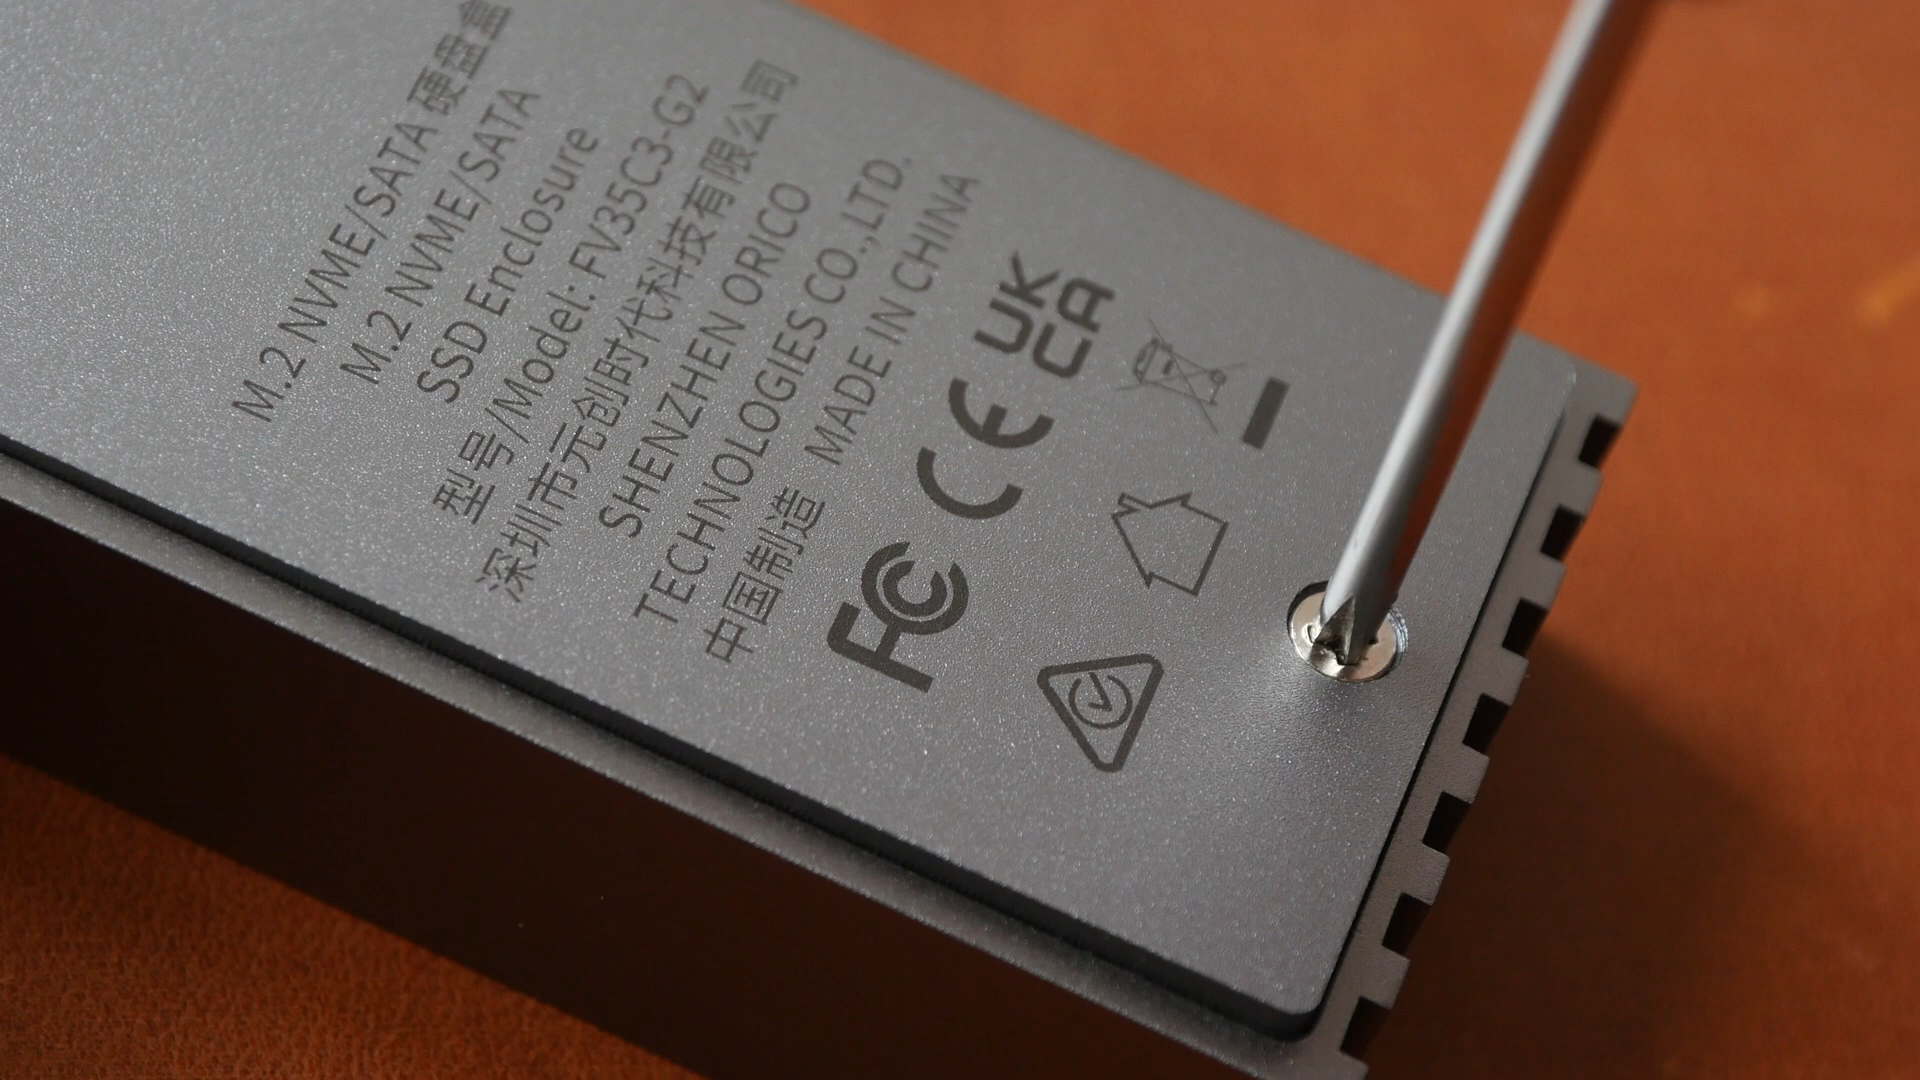 M.2 NVME/SATA 硬盘盒
M.2 NVME/SATA
SSD Enclosure
型号/Model: FV35C3-G2
深圳市元创时代科技有限公司
SHENZHEN ORICO
TECHNOLOGIES CO.,LTD.
中国制造 MADE IN CHINA
FC CE UK
CA